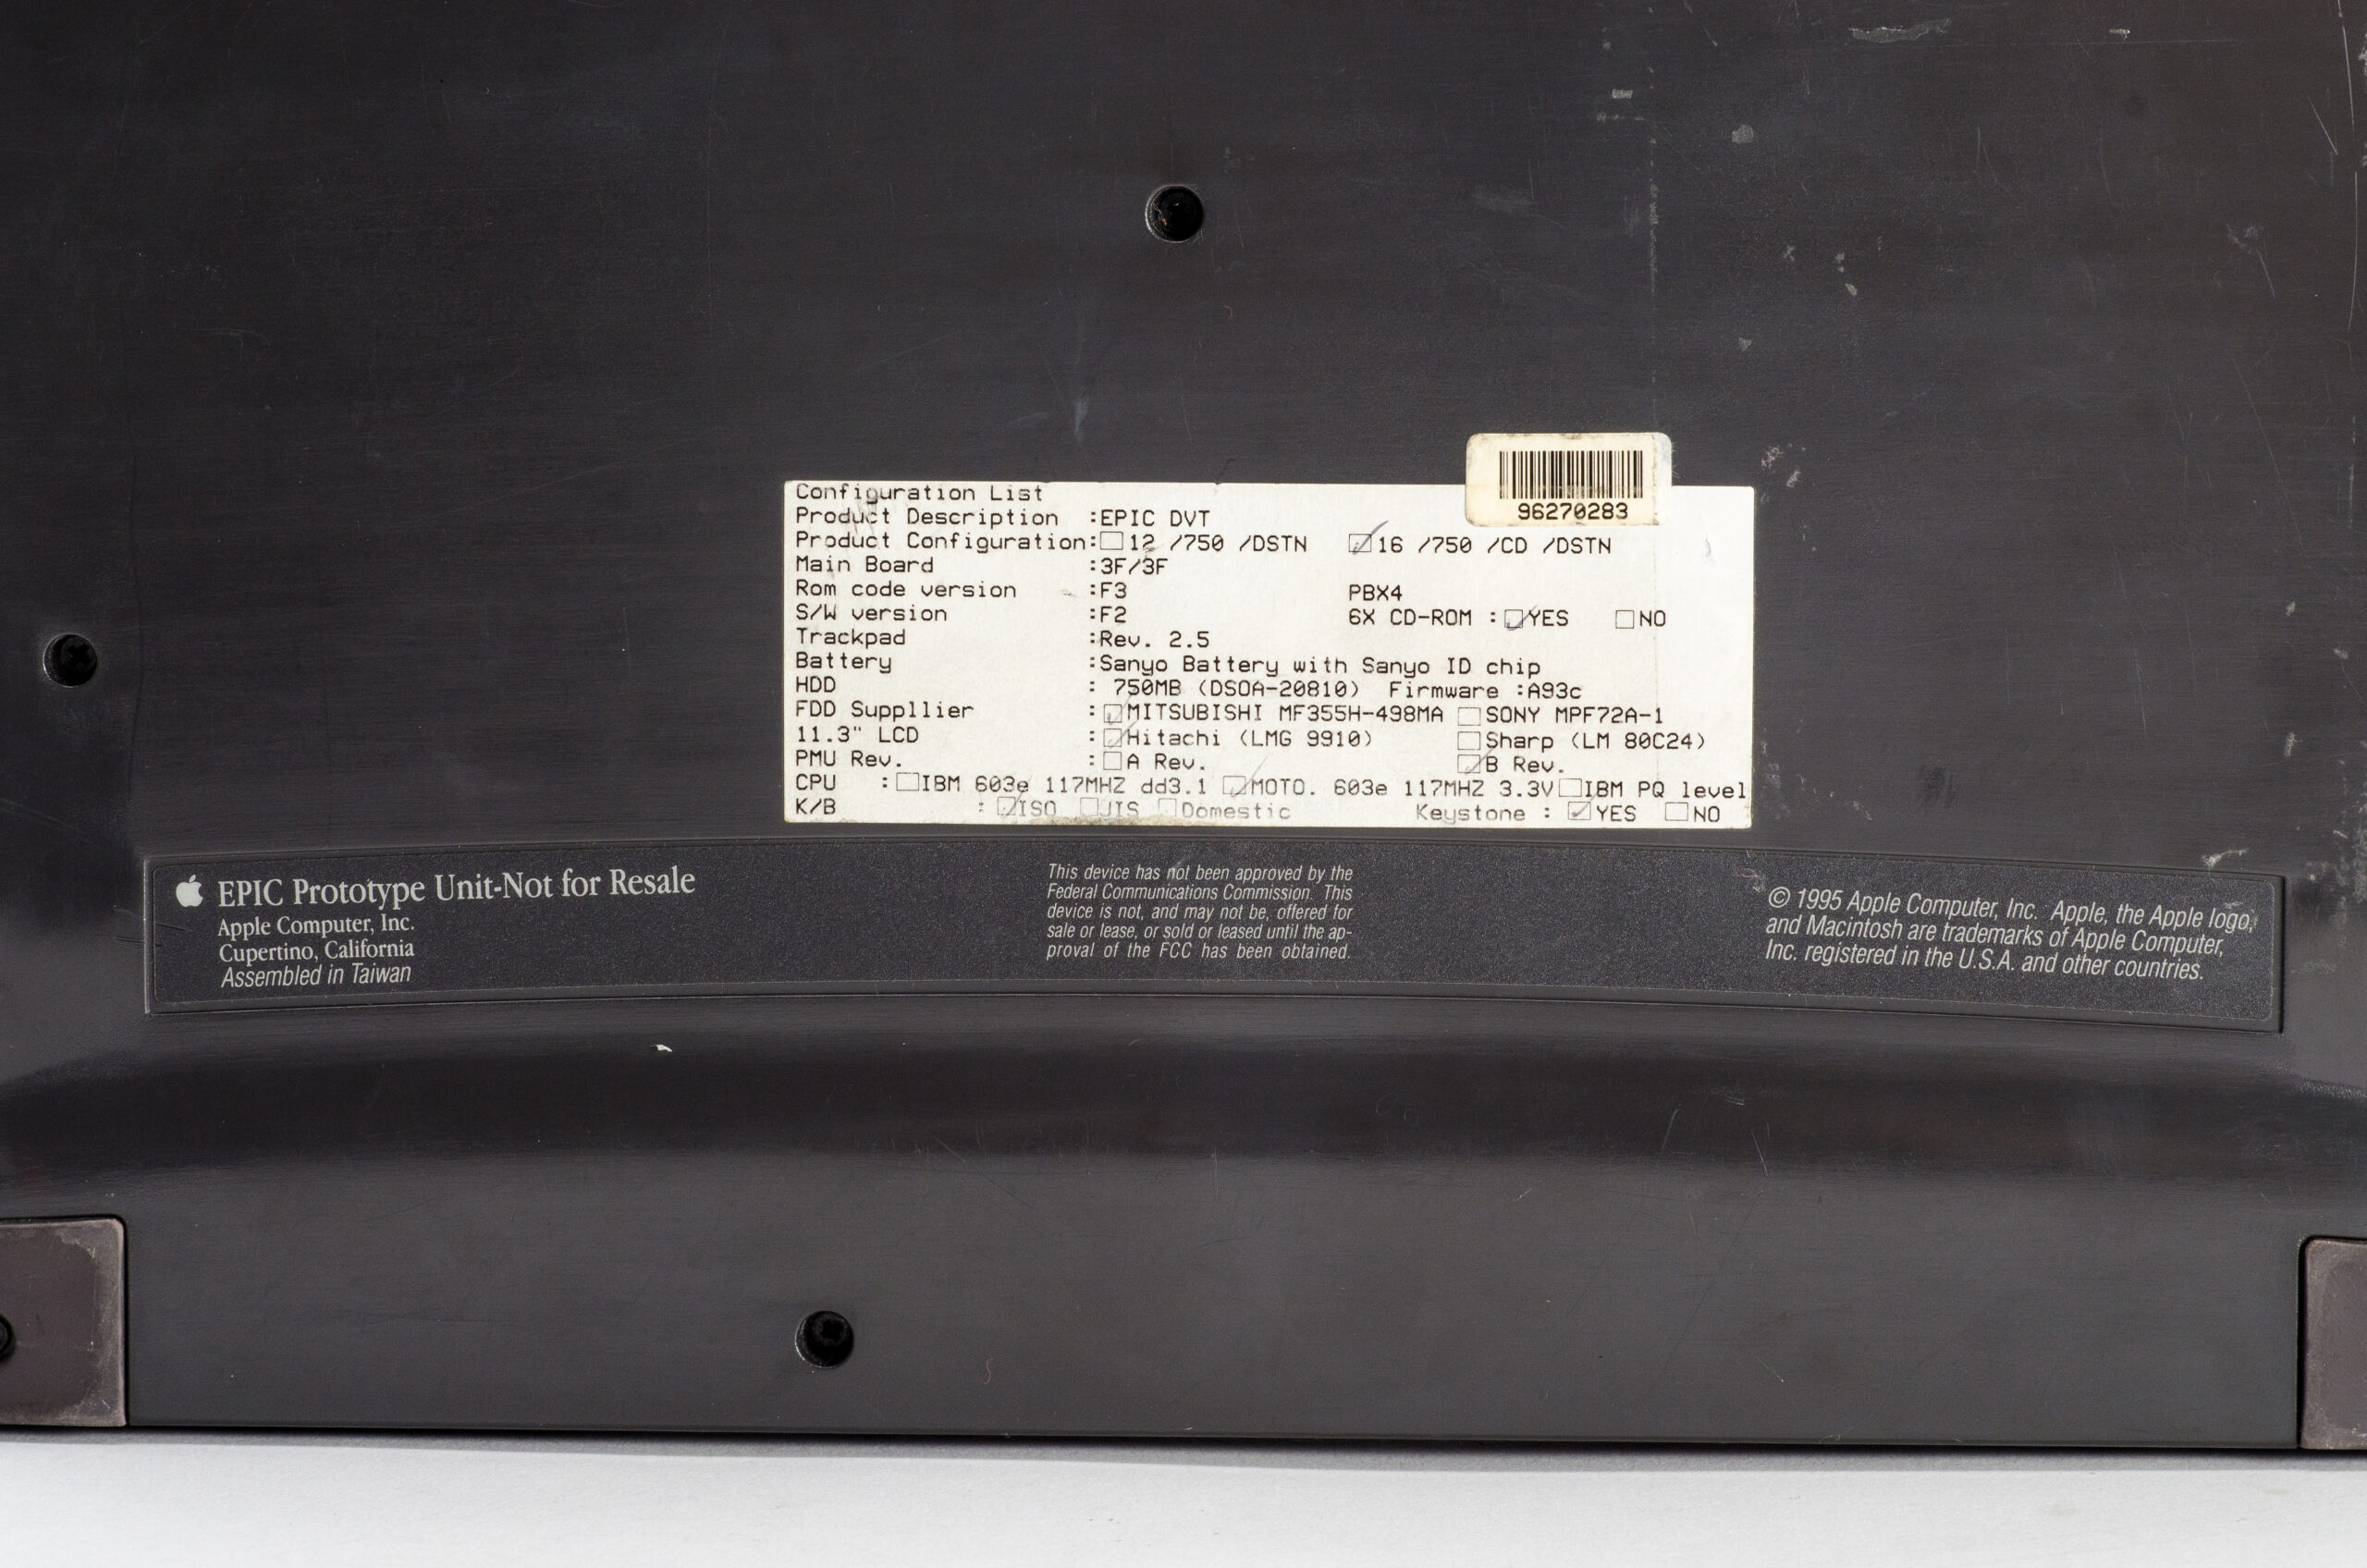 96270283
Configuration List
Product Description :EPIC DVT
Product Configuration:☐12 /750 /DSTN ☑16 /750 /CD /DSTN
Main Board :3F/3F
Rom code version :F3 PBX4
S/W version :F2 6X CD-ROM :☑YES ☐NO
Trackpad :Rev. 2.5
Battery :Sanyo Battery with Sanyo ID chip
HDD : 750MB (DSOA-20810) Firmware :A93c
FDD Suppllier :☑MITSUBISHI MF355H-498MA ☐SONY MPF72A-1
11.3" LCD :☑Hitachi (LMG 9910) ☐Sharp (LM 80C24)
PMU Rev. :☐A Rev. ☑B Rev.
CPU :☐IBM 603e 117MHZ dd3.1 ☑MOTO. 603e 117MHZ 3.3V☐IBM PQ level
K/B :☑ISO ☐JIS ☐Domestic Keystone : ☑YES ☐NO
EPIC Prototype Unit-Not for Resale
Apple Computer, Inc.
Cupertino, California
Assembled in Taiwan
This device has not been approved by the
Federal Communications Commission. This
device is not, and may not be, offered for
sale or lease, or sold or leased until the ap-
proval of the FCC has been obtained.
© 1995 Apple Computer, Inc. Apple, the Apple logo,
and Macintosh are trademarks of Apple Computer,
Inc. registered in the U.S.A. and other countries.